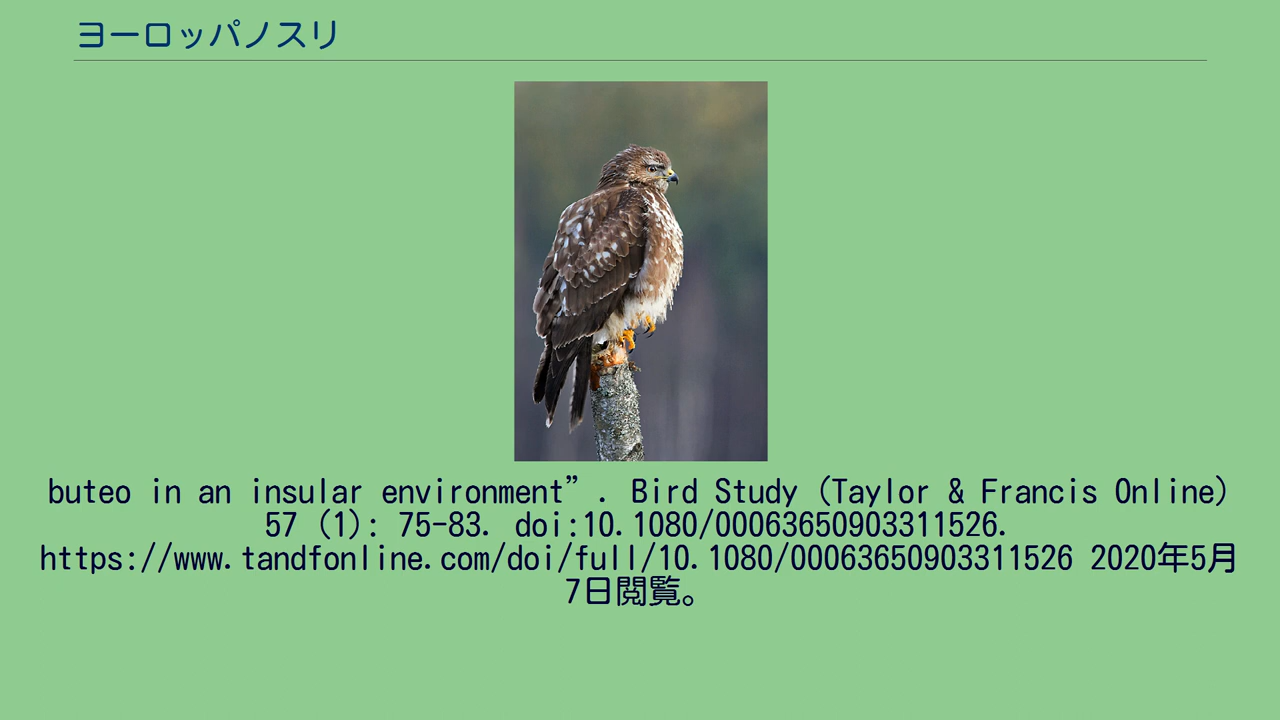 ヨーロッパノスリ
buteo in an insular environment”. Bird Study (Taylor & Francis Online)
57 (1): 75-83. doi:10.1080/00063650903311526.
https://www.tandfonline.com/doi/full/10.1080/00063650903311526 2020年5月
7日閲覧。